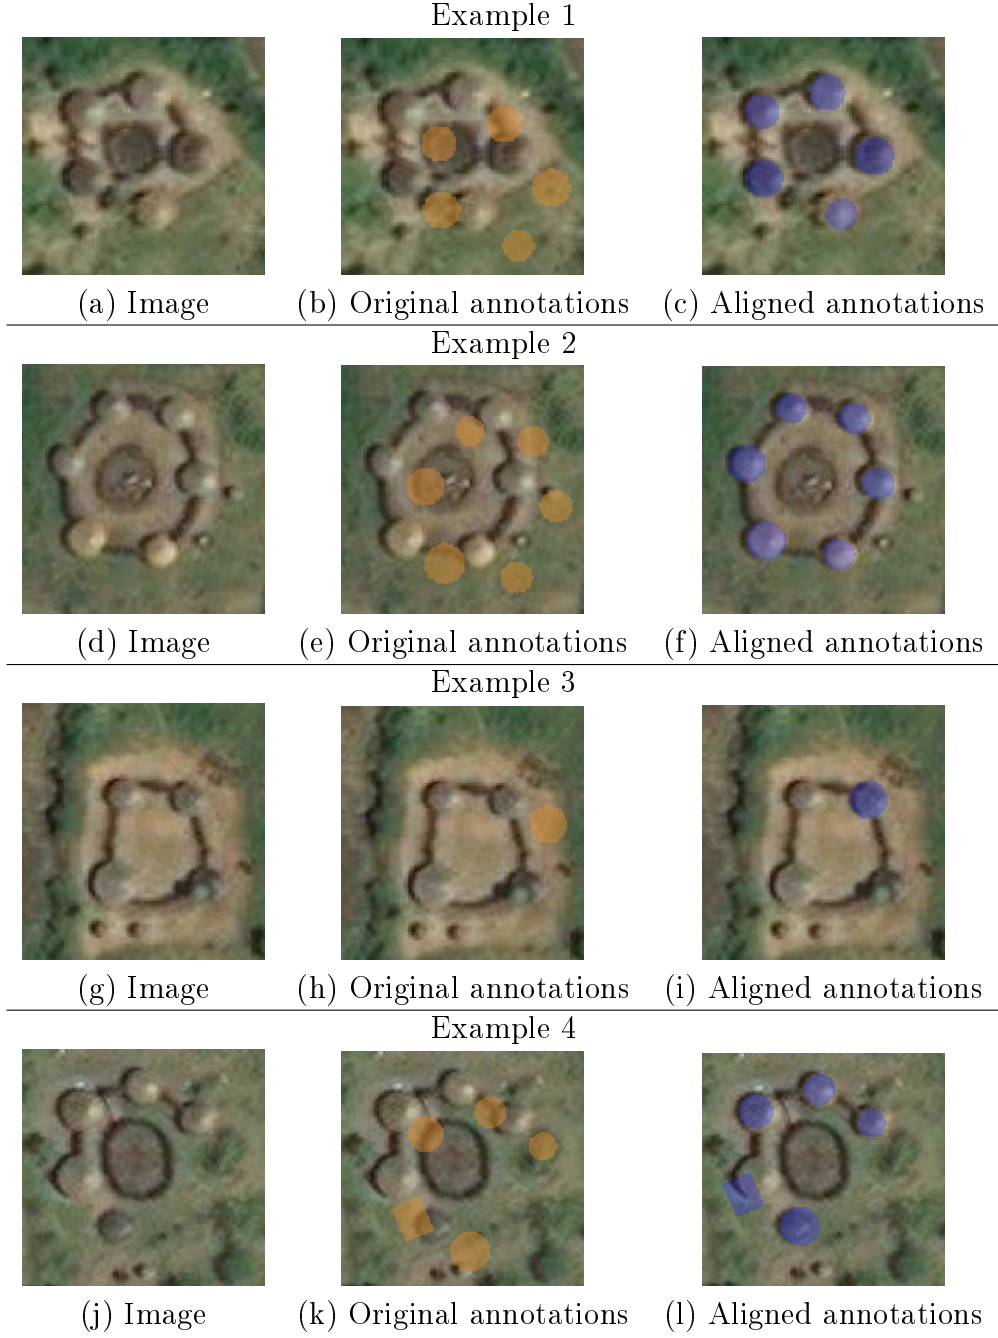 Example 1
(a) Image
(b) Original annotations
(c) Aligned annotations
Example 2
(d) Image
(e) Original annotations
(f) Aligned annotations
Example 3
(g) Image
(h) Original annotations
(i) Aligned annotations
Example 4
(j) Image
(k) Original annotations
(l) Aligned annotations